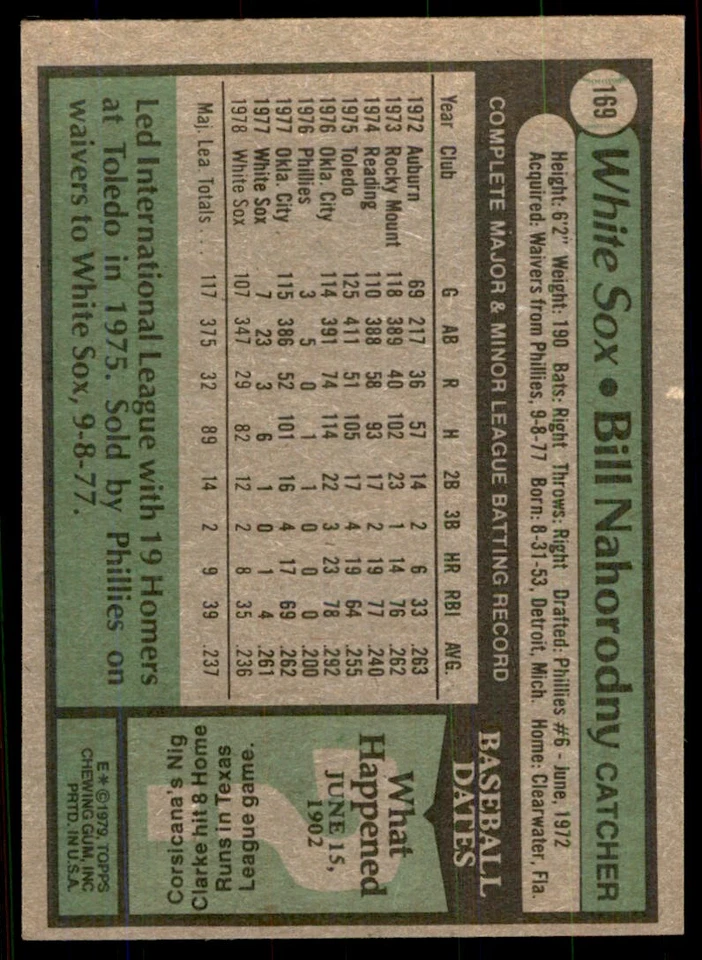 169
White Sox • Bill Nahorodny CATCHER
Height: 6'2" Weight: 190 Bats: Right Throws: Right Drafted: Phillies #6 - June, 1972
Acquired: Waivers from Phillies, 9-8-77 Born: 8-31-53, Detroit, Mich. Home: Clearwater, Fla.
COMPLETE MAJOR & MINOR LEAGUE BATTING RECORD
Year Club G AB R H 2B 3B HR RBI AVG.
1972 Auburn 69 217 36 57 14 2 6 33 .263
1973 Rocky Mount 118 389 40 102 23 1 14 76 .262
1974 Reading 110 388 58 93 17 2 19 77 .240
1975 Toledo 125 411 51 105 17 4 19 64 .255
1976 Okla. City 114 391 74 114 22 3 23 78 .292
1976 Phillies 3 5 0 1 1 0 0 0 .200
1977 Okla. City 115 386 52 101 16 4 17 69 .262
1977 White Sox 7 23 3 6 1 0 1 4 .261
1978 White Sox 107 347 29 82 12 2 8 35 .236
Maj. Lea. Totals . . . 117 375 32 89 14 2 9 39 .237
Led International League with 19 Homers
at Toledo in 1975. Sold by Phillies on
waivers to White Sox, 9-8-77.
BASEBALL
DATES
What
Happened
JUNE 15,
1902
?
Corsicana's Nig
Clarke hit 8 Home
Runs in Texas
League game.
E* © 1979, TOPPS
CHEWING GUM, INC
PRTD. IN U.S.A.